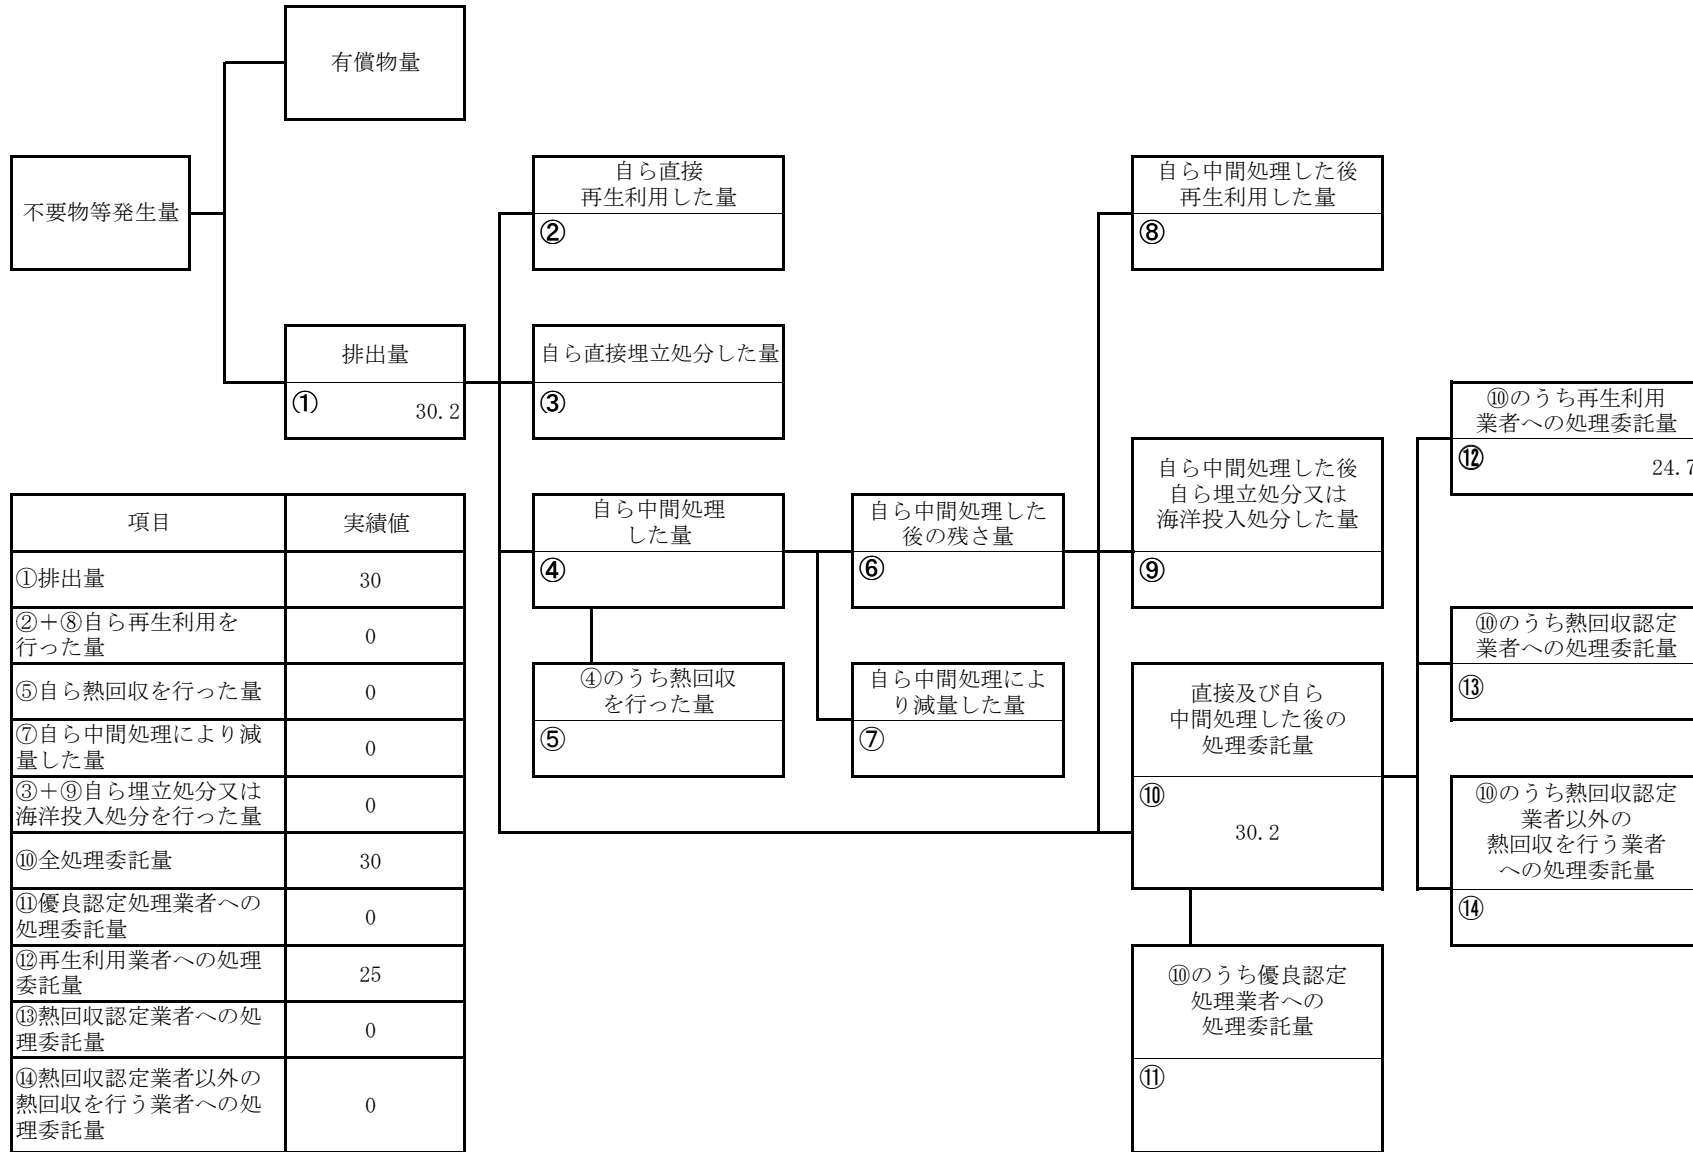 有償物量
不要物等発生量
自ら直接
再生利用した量
②
自ら中間処理した後
再生利用した量
⑧
排出量
① 30.2
自ら直接埋立処分した量
③
⑩のうち再生利用
業者への処理委託量
⑫ 24.7
自ら中間処理
した量
④
自ら中間処理した
後の残さ量
⑥
自ら中間処理した後
自ら埋立処分又は
海洋投入処分した量
⑨
④のうち熱回収
を行った量
⑤
自ら中間処理によ
り減量した量
⑦
直接及び自ら
中間処理した後の
処理委託量
⑩
30.2
⑩のうち熱回収認定
業者への処理委託量
⑬
⑩のうち熱回収認定
業者以外の
熱回収を行う業者
への処理委託量
⑭
⑩のうち優良認定
処理業者への
処理委託量
⑪
項目 実績値
①排出量 30
②+⑧自ら再生利用を
行った量 0
⑤自ら熱回収を行った量 0
⑦自ら中間処理により減
量した量 0
③+⑨自ら埋立処分又は
海洋投入処分を行った量 0
⑩全処理委託量 30
⑪優良認定処理業者への
処理委託量 0
⑫再生利用業者への処理
委託量 25
⑬熱回収認定業者への処
理委託量 0
⑭熱回収認定業者以外の
熱回収を行う業者への処
理委託量 0